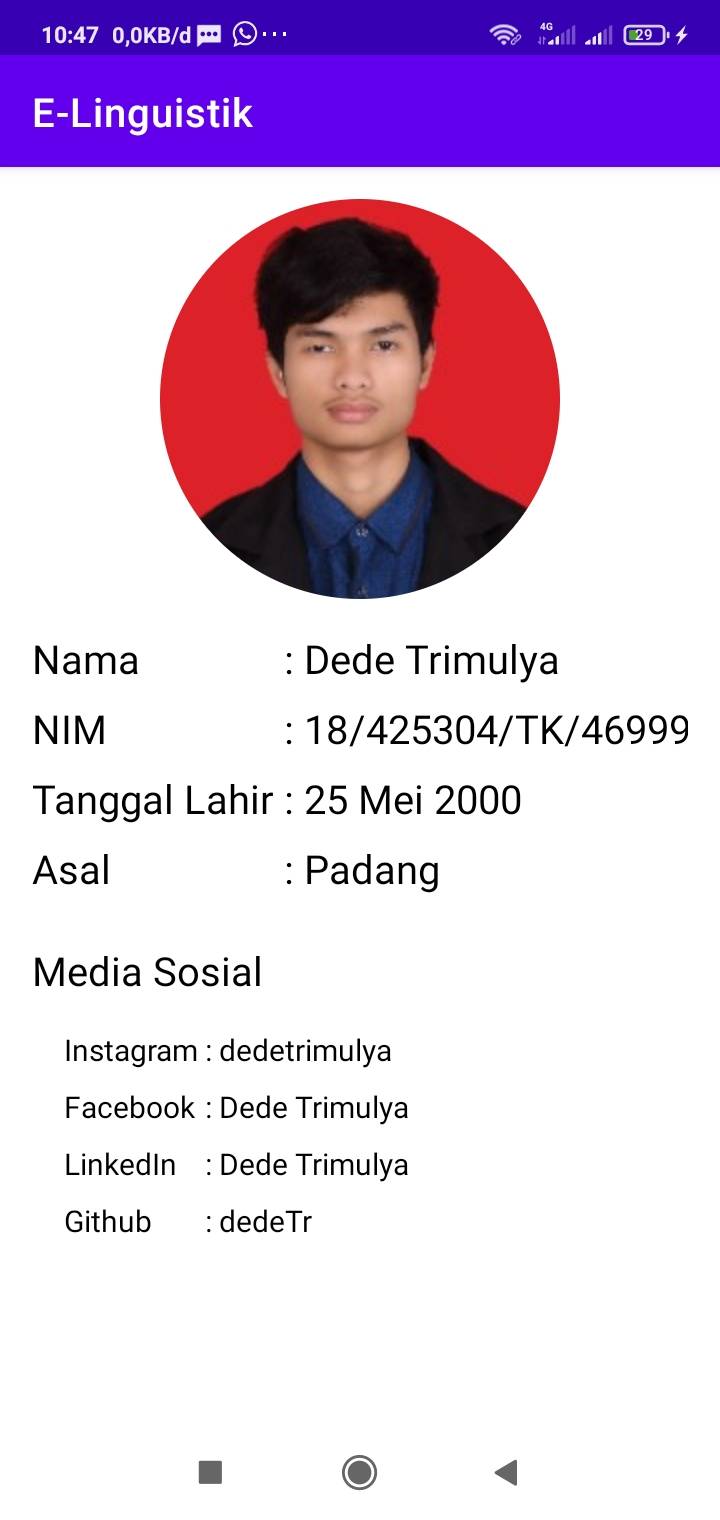 10:47 0,0KB/d 4G 29
E-Linguistik
Nama : Dede Trimulya
NIM : 18/425304/TK/46999
Tanggal Lahir : 25 Mei 2000
Asal : Padang
Media Sosial
Instagram : dedetrimulya
Facebook : Dede Trimulya
LinkedIn : Dede Trimulya
Github : dedeTr